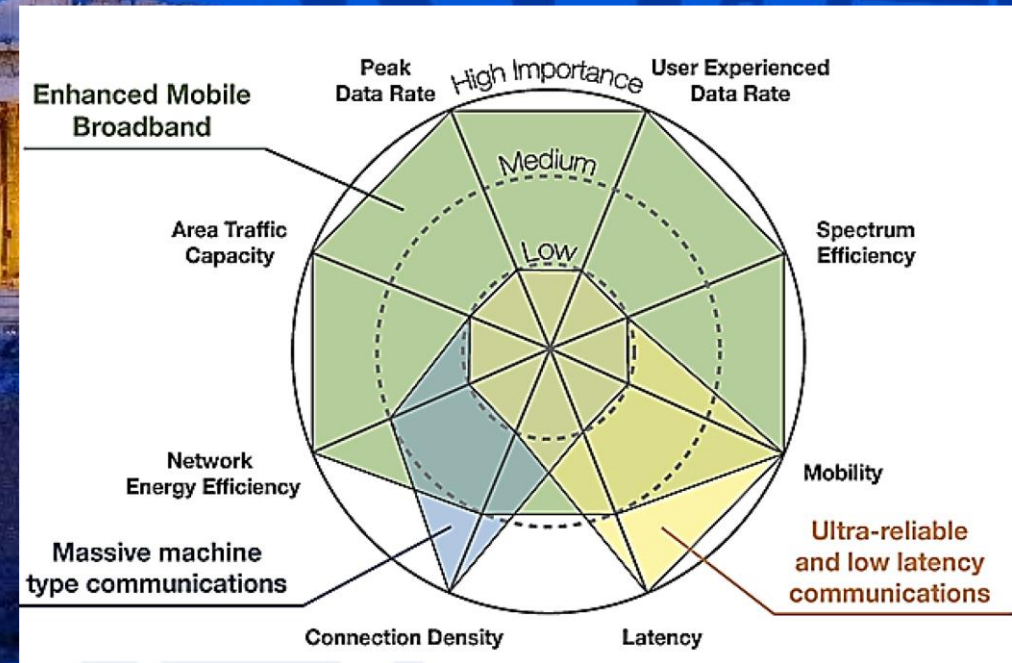 Peak
Data Rate
High Importance
User Experienced
Data Rate
Enhanced Mobile
Broadband
Medium
Area Traffic
Capacity
Spectrum
Efficiency
Low
Network
Energy Efficiency
Mobility
Massive machine
type communications
Ultra-reliable
and low latency
communications
Connection Density
Latency